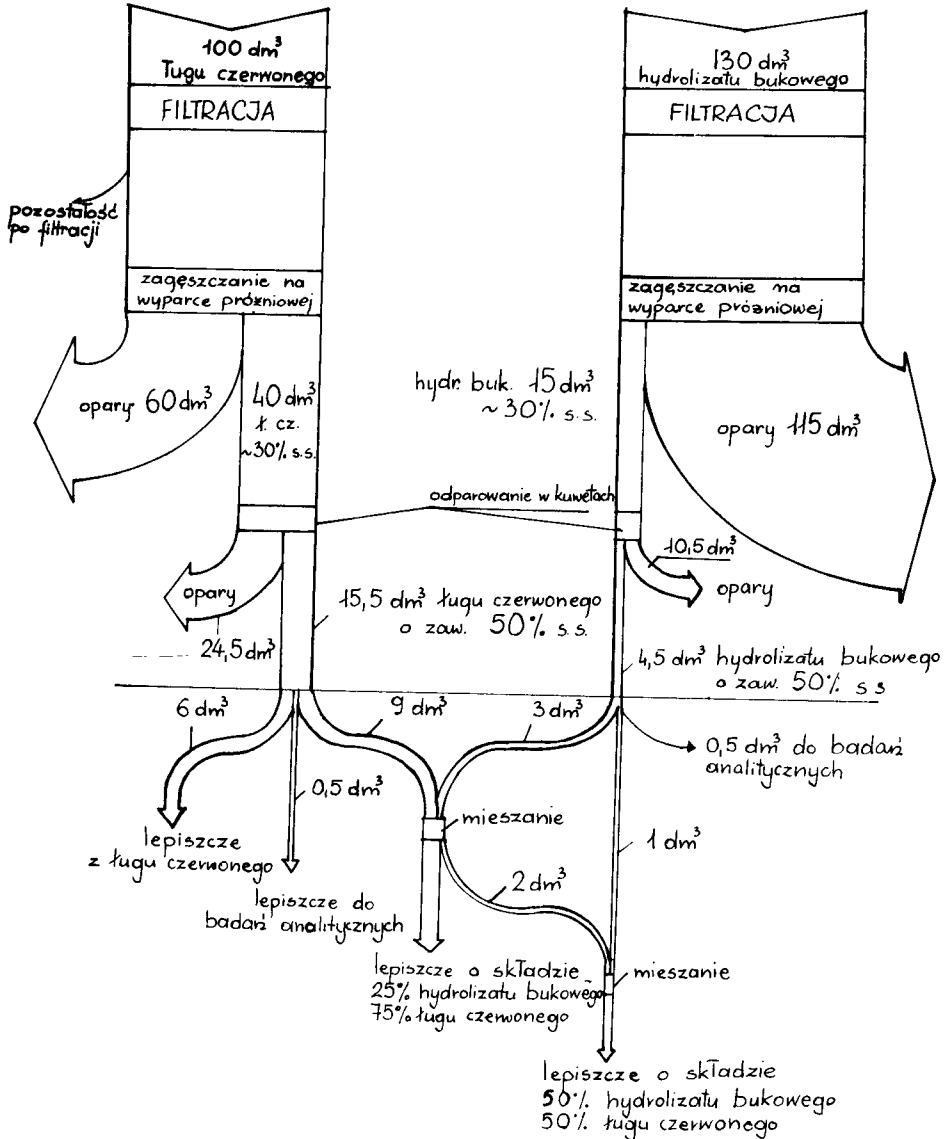 100 dm³
Ługu czerwonego
FILTRACJA
130 dm³
hydrolizatu bukowego
FILTRACJA
pozostałość
po filtracji
zagęszczanie na
wyparce próżniowej
zagęszczanie na
wyparce próżniowej
opary 60 dm³
40 dm³
ł. cz.
~30% s.s.
hydr. buk. 15 dm³
~ 30% s.s.
opary 115 dm³
odparowanie w kuwetach
10,5 dm³
opary
opary
24,5 dm³
15,5 dm³ ługu czerwonego
o zaw. 50% s.s.
4,5 dm³ hydrolizatu bukowego
o zaw. 50% s s
6 dm³
9 dm³
3 dm³
0,5 dm³ do badań
analitycznych
0,5 dm³
mieszanie
1 dm³
lepiszcze
z ługu czerwonego
2 dm³
lepiszcze do
badań analitycznych
lepiszcze o składzie
25% hydrolizatu bukowego
75% ługu czerwonego
mieszanie
lepiszcze o składzie
50% hydrolizatu bukowego
50% ługu czerwonego